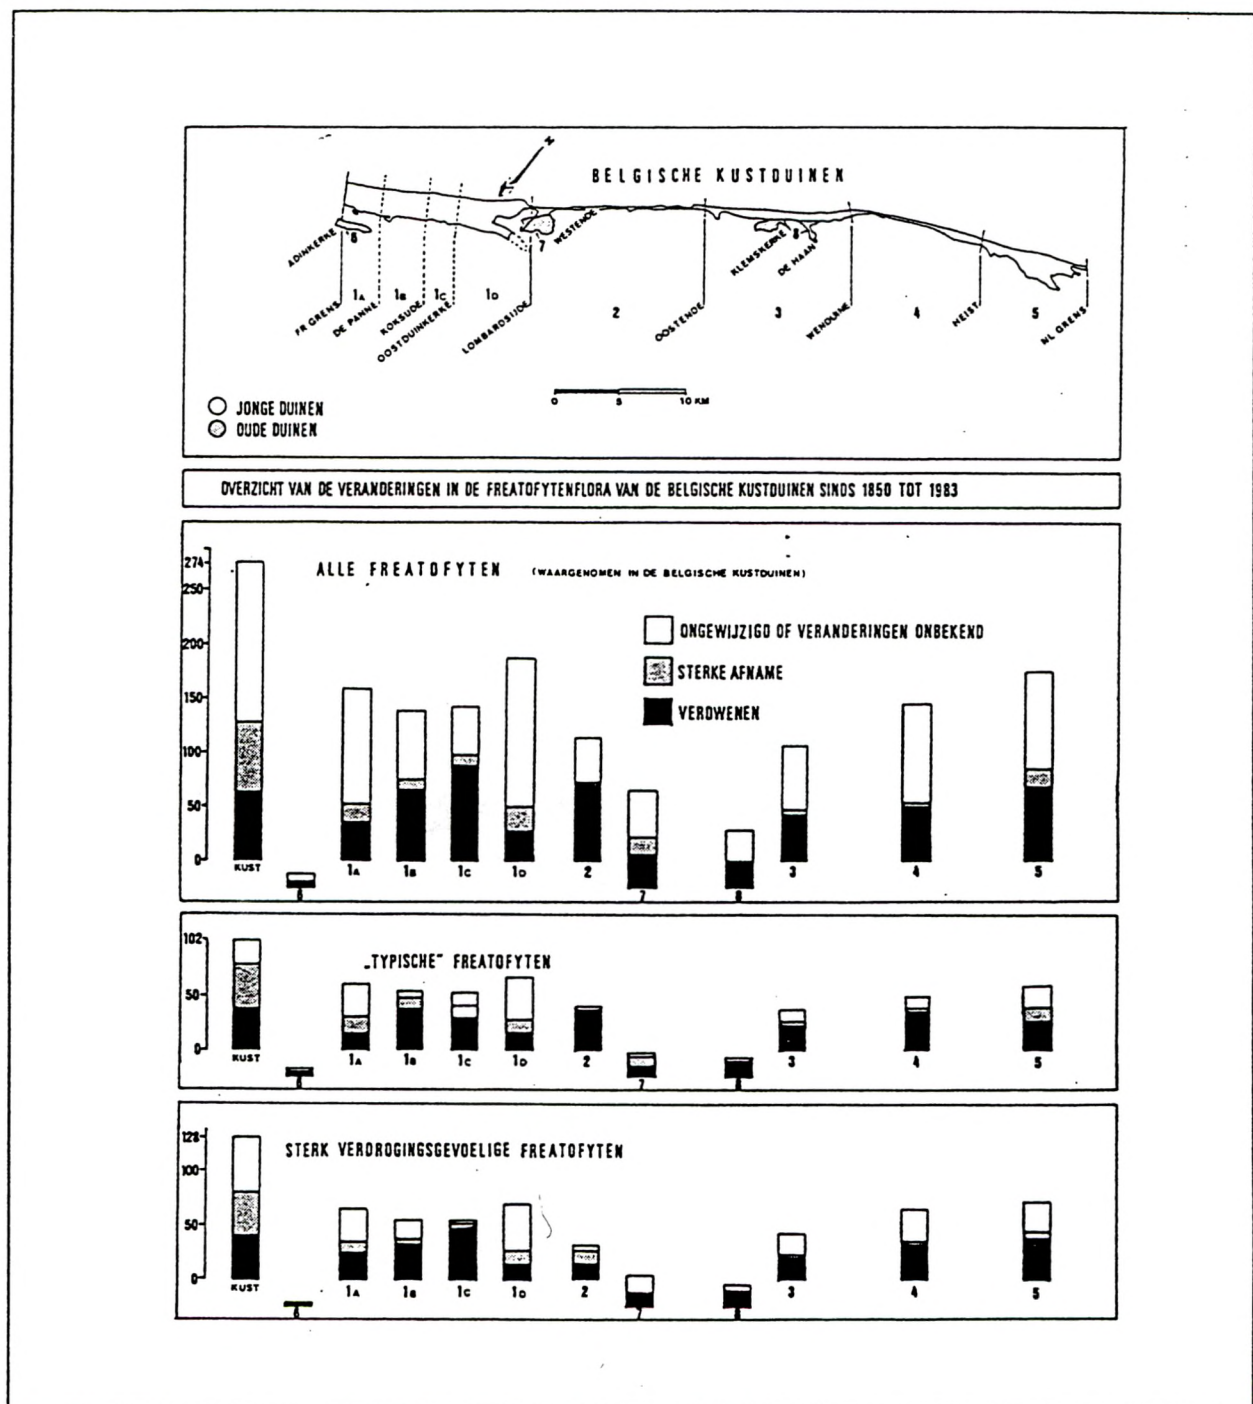 N
BELGISCHE KUSTDUINEN
ADINKERKE
6
7
WESTENDE
KLEMSKERKE
8
DE HAAN
1A
1B
1C
1D
2
3
4
5
FR GRENS
DE PANNE
KOKSIJDE
OOSTDUINKERKE
LOMBARDSIJDE
OOSTENDE
WENDUINE
HEIST
NL GRENS
0 5 10 KM
JONGE DUINEN
OUDE DUINEN
OVERZICHT VAN DE VERANDERINGEN IN DE FREATOFYTENFLORA VAN DE BELGISCHE KUSTDUINEN SINDS 1850 TOT 1983
ALLE FREATOFYTEN (WAARGENOMEN IN DE BELGISCHE KUSTDUINEN)
274
250
200
150
100
50
0
ONGEWIJZIGD OF VERANDERINGEN ONBEKEND
STERKE AFNAME
VERDWENEN
KUST 6 1A 1B 1C 1D 2 7 8 3 4 5
„TYPISCHE" FREATOFYTEN
102
50
0
KUST 6 1A 1B 1C 1D 2 7 8 3 4 5
STERK VERDROGINGSGEVOELIGE FREATOFYTEN
128
100
50
0
KUST 6 1A 1B 1C 1D 2 7 8 3 4 5